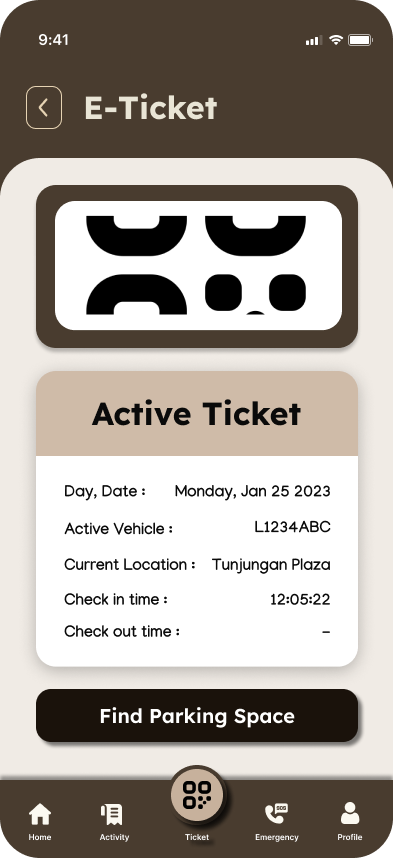 9:41
E-Ticket
Active Ticket
Day, Date : Monday, Jan 25 2023
Active Vehicle : L1234ABC
Current Location : Tunjungan Plaza
Check in time : 12:05:22
Check out time : –
Find Parking Space
SOS
Home Activity Ticket Emergency Profile